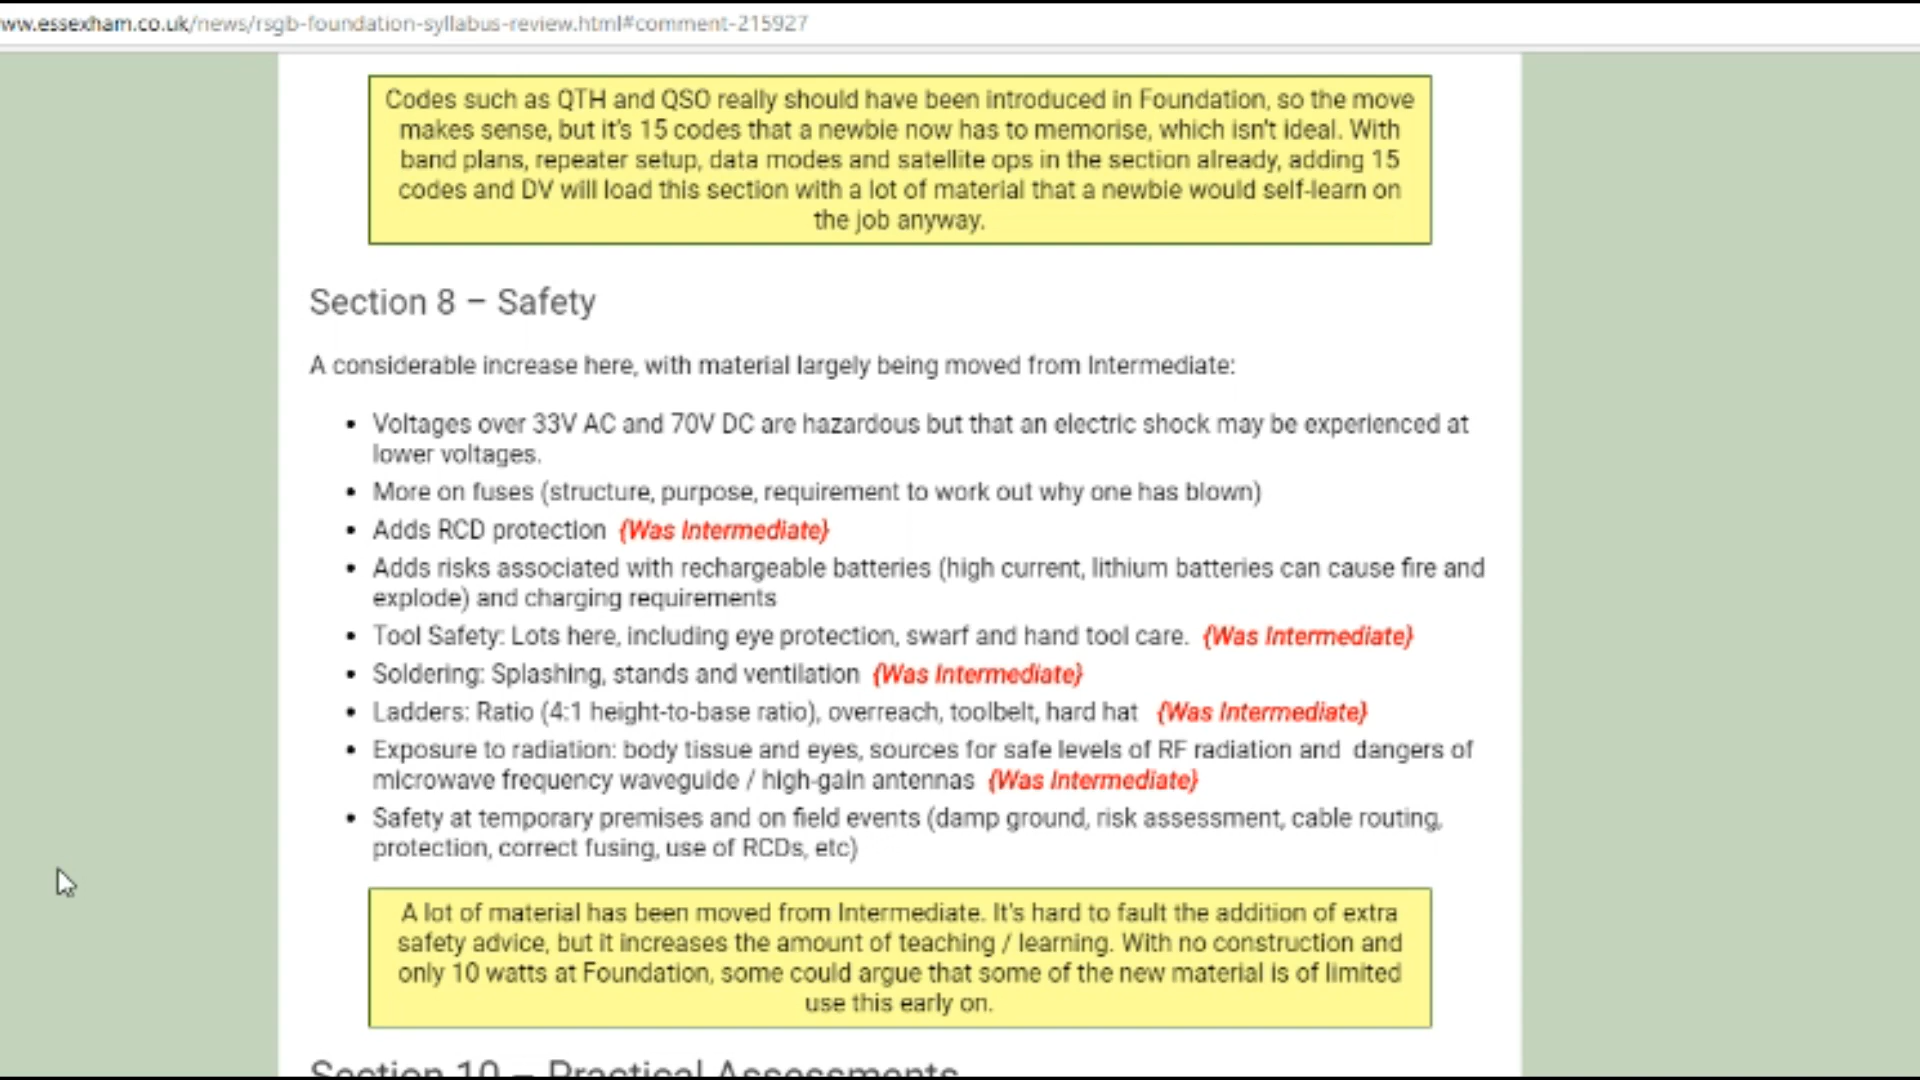 ww.essexham.co.uk/news/rsgb-foundation-syllabus-review.html#comment-215927
Codes such as QTH and QSO really should have been introduced in Foundation, so the move
makes sense, but it's 15 codes that a newbie now has to memorise, which isn't ideal. With
band plans, repeater setup, data modes and satellite ops in the section already, adding 15
codes and DV will load this section with a lot of material that a newbie would self-learn on
the job anyway.
Section 8 – Safety
A considerable increase here, with material largely being moved from Intermediate:
• Voltages over 33V AC and 70V DC are hazardous but that an electric shock may be experienced at
lower voltages.
• More on fuses (structure, purpose, requirement to work out why one has blown)
• Adds RCD protection {Was Intermediate}
• Adds risks associated with rechargeable batteries (high current, lithium batteries can cause fire and
explode) and charging requirements
• Tool Safety: Lots here, including eye protection, swarf and hand tool care. {Was Intermediate}
• Soldering: Splashing, stands and ventilation {Was Intermediate}
• Ladders: Ratio (4:1 height-to-base ratio), overreach, toolbelt, hard hat {Was Intermediate}
• Exposure to radiation: body tissue and eyes, sources for safe levels of RF radiation and dangers of
microwave frequency waveguide / high-gain antennas {Was Intermediate}
• Safety at temporary premises and on field events (damp ground, risk assessment, cable routing,
protection, correct fusing, use of RCDs, etc)
A lot of material has been moved from Intermediate. It's hard to fault the addition of extra
safety advice, but it increases the amount of teaching / learning. With no construction and
only 10 watts at Foundation, some could argue that some of the new material is of limited
use this early on.
Section 10 – Practical Assessments